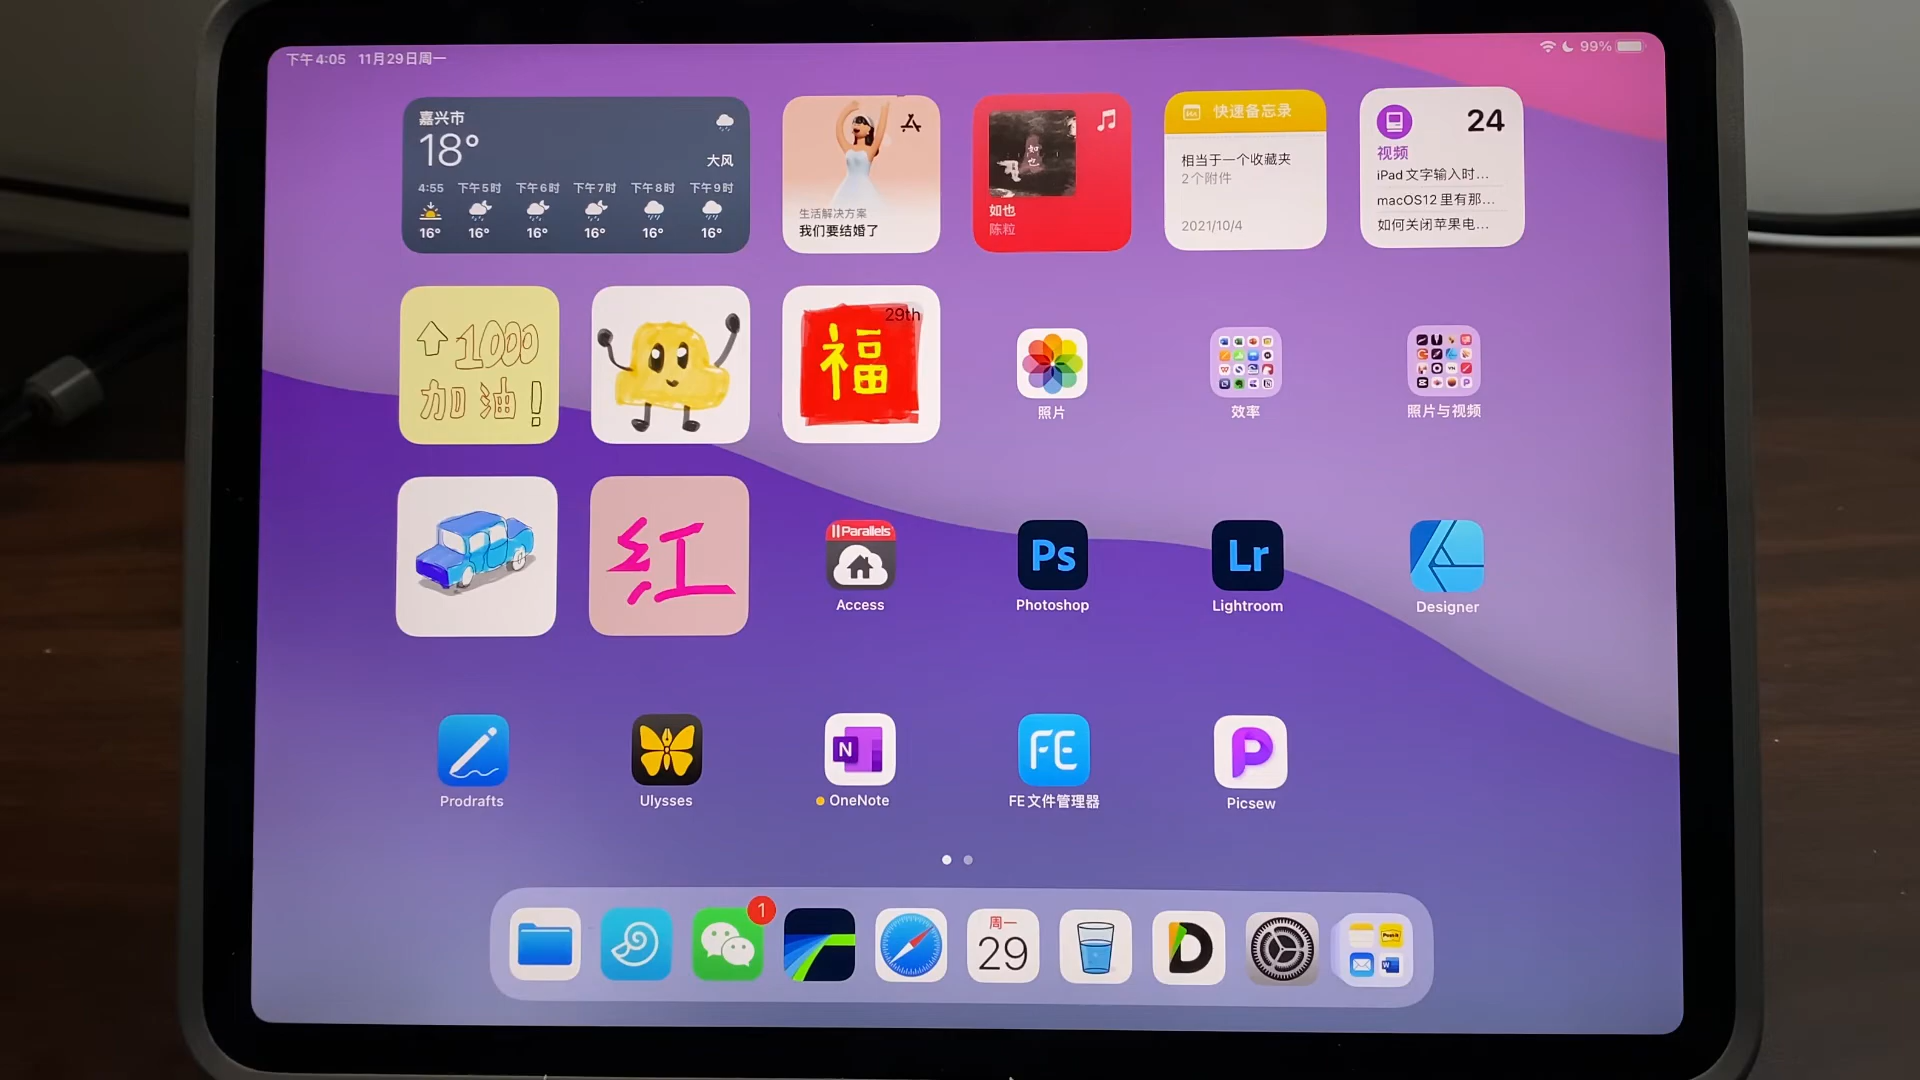 下午4:05 11月29日周一
99%
嘉兴市
18°
大风
4:55 下午5时 下午6时 下午7时 下午8时 下午9时
16° 16° 16° 16° 16° 16°
生活解决方案
我们要结婚了
如也
如也
陈粒
快速备忘录
相当于一个收藏夹
2个附件
2021/10/4
24
视频
iPad 文字输入时...
macOS12 里有那...
如何关闭苹果电...
1000
加油!
29th
福
照片
效率
照片与视频
红
Parallels
Access
Ps
Photoshop
Lr
Lightroom
Designer
Prodrafts
Ulysses
N
OneNote
FE
FE文件管理器
P
Picsew
1
周一
29
D
Post-it
W